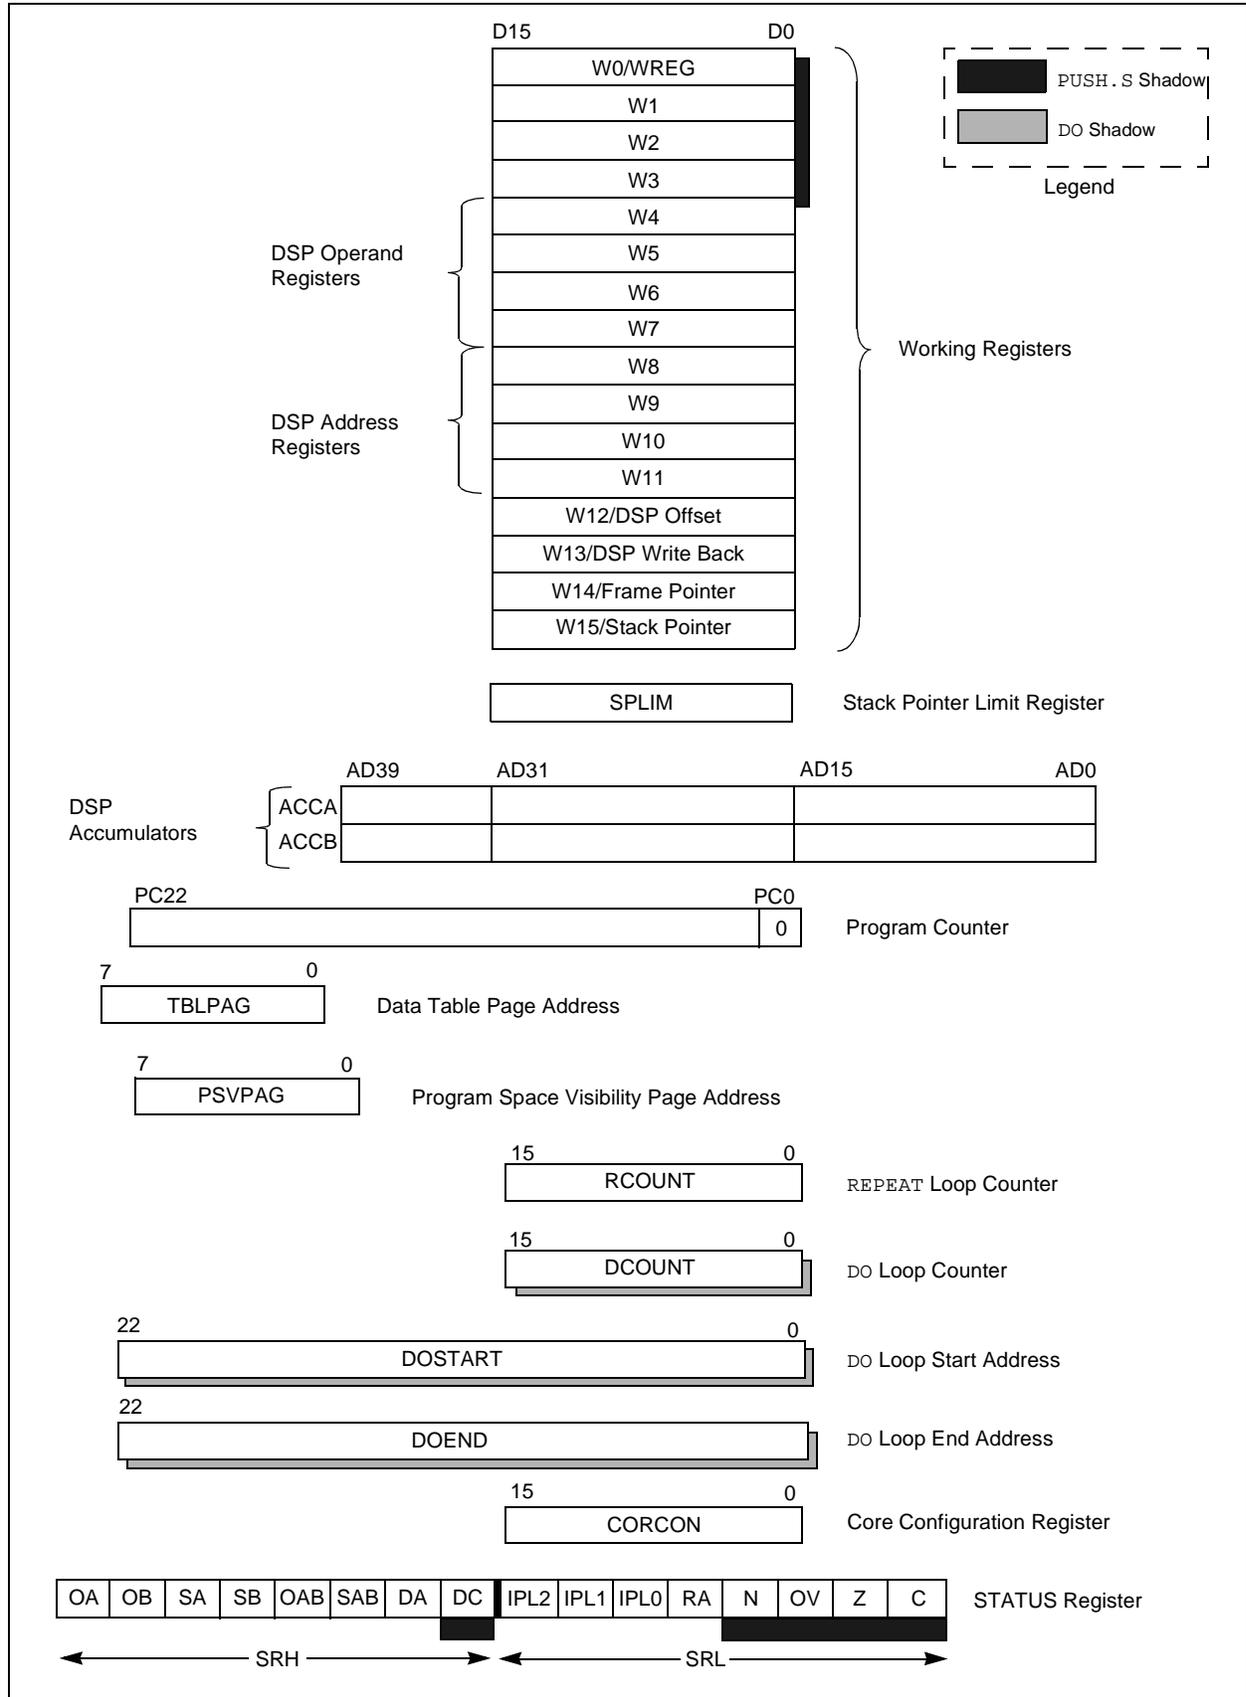 D15 D0
W0/WREG
W1
W2
W3
W4
W5
W6
W7
W8
W9
W10
W11
W12/DSP Offset
W13/DSP Write Back
W14/Frame Pointer
W15/Stack Pointer
PUSH.S Shadow
DO Shadow
Legend
DSP Operand
Registers
DSP Address
Registers
Working Registers
SPLIM
Stack Pointer Limit Register
AD39 AD31 AD15 AD0
DSP
Accumulators
ACCA
ACCB
PC22 PC0
0
Program Counter
7 0
TBLPAG
Data Table Page Address
7 0
PSVPAG
Program Space Visibility Page Address
15 0
RCOUNT
REPEAT Loop Counter
15 0
DCOUNT
DO Loop Counter
22 0
DOSTART
DO Loop Start Address
22
DOEND
DO Loop End Address
15 0
CORCON
Core Configuration Register
OA OB SA SB OAB SAB DA DC IPL2 IPL1 IPL0 RA N OV Z C
STATUS Register
SRH SRL